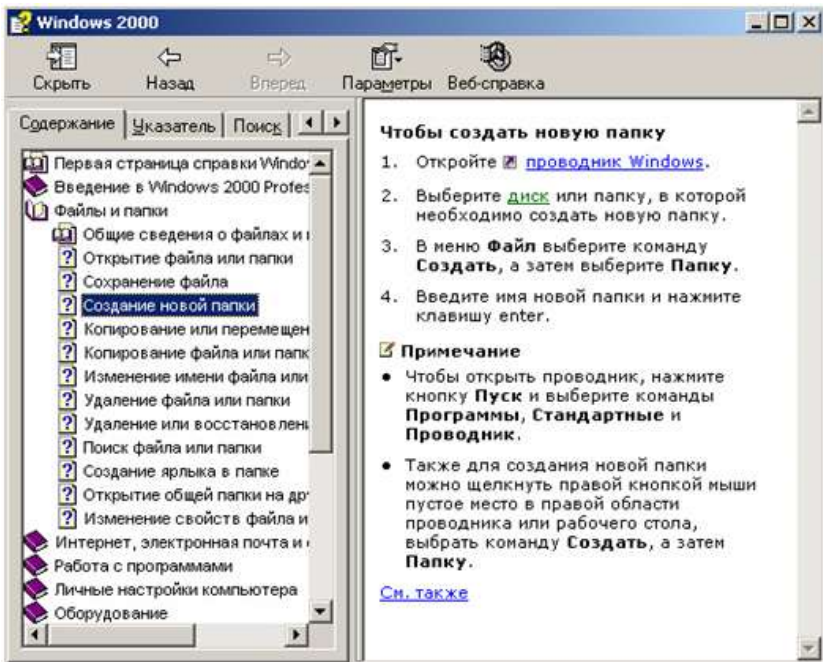 Windows 2000
Скрыть Назад Вперед Параметры Веб-справка
Содержание Указатель Поиск
Первая страница справки Windo
Введение в Windows 2000 Profes
Файлы и папки
Общие сведения о файлах и
Открытие файла или папки
Сохранение файла
Создание новой папки
Копирование или перемещен
Копирование файла или папк
Изменение имени файла или
Удаление файла или папки
Удаление или восстановлени
Поиск файла или папки
Создание ярлыка в папке
Открытие общей папки на др
Изменение свойств файла и
Интернет, электронная почта и
Работа с программами
Личные настройки компьютера
Оборудование
Чтобы создать новую папку
1. Откройте проводник Windows.
2. Выберите диск или папку, в которой
необходимо создать новую папку.
3. В меню Файл выберите команду
Создать, а затем выберите Папку.
4. Введите имя новой папки и нажмите
клавишу enter.
Примечание
• Чтобы открыть проводник, нажмите
кнопку Пуск и выберите команды
Программы, Стандартные и
Проводник.
• Также для создания новой папки
можно щелкнуть правой кнопкой мыши
пустое место в правой области
проводника или рабочего стола,
выбрать команду Создать, а затем
Папку.
См. также